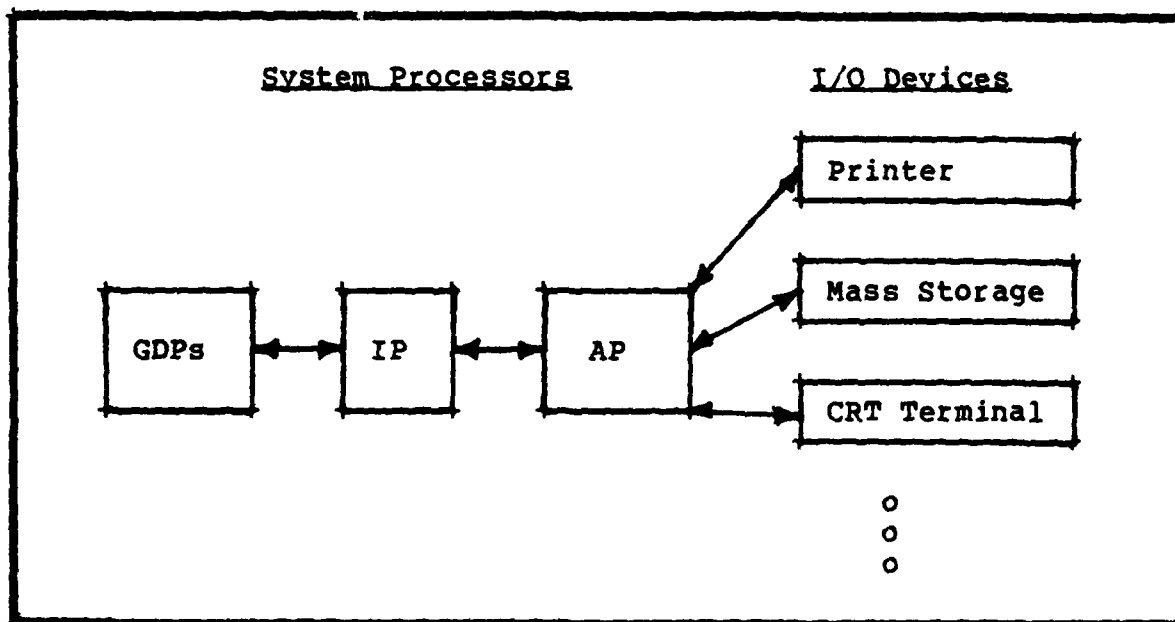 System Processors
I/O Devices
Printer
Mass Storage
GDPs
IP
AP
CRT Terminal